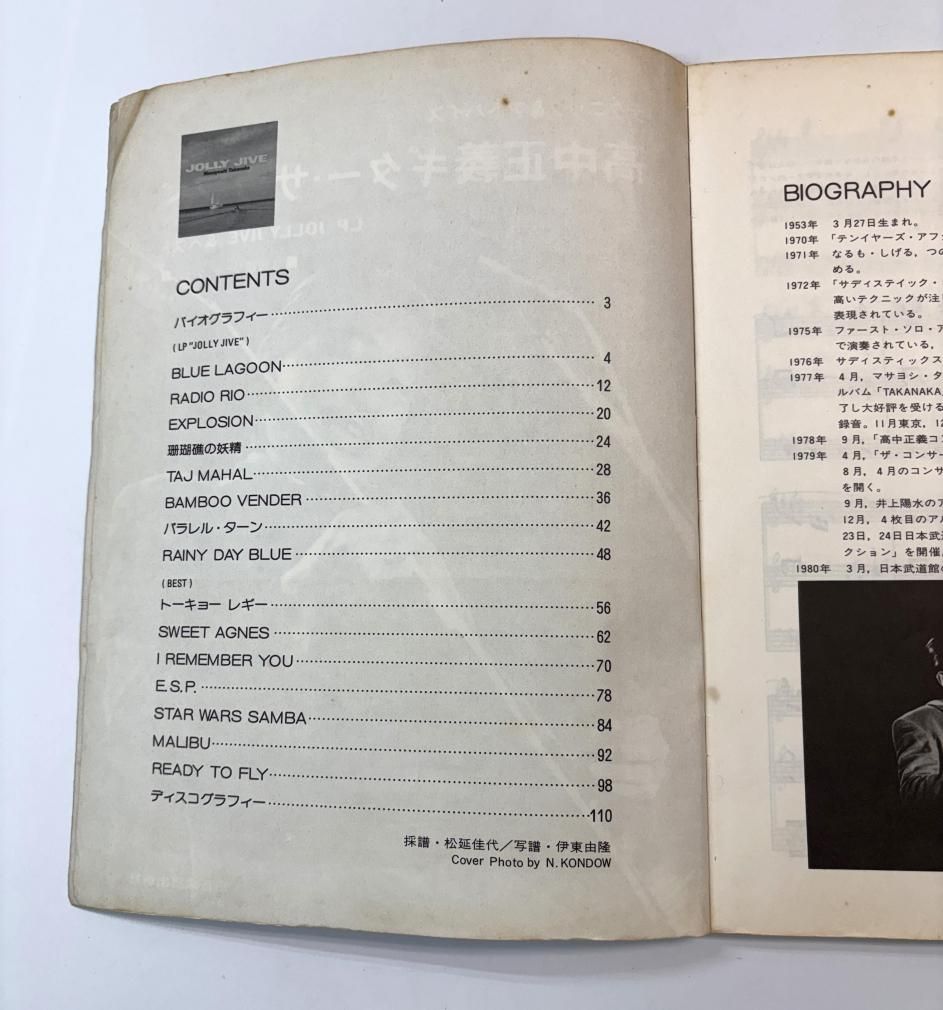 JOLLY JIVE
Masayoshi Takanaka
CONTENTS
バイオグラフィー 3
(LP "JOLLY JIVE")
BLUE LAGOON 4
RADIO RIO 12
EXPLOSION 20
珊瑚礁の妖精 24
TAJ MAHAL 28
BAMBOO VENDER 36
パラレル・ターン 42
RAINY DAY BLUE 48
(BEST)
トーキョー レギー 56
SWEET AGNES 62
I REMEMBER YOU 70
E.S.P. 78
STAR WARS SAMBA 84
MALIBU 92
READY TO FLY 98
ディスコグラフィー 110
採譜・松延佳代／写譜・伊東由隆
Cover Photo by N. KONDOW
BIOGRAPHY
1953年 3月27日生まれ。
1970年 「テンイヤーズ・アフ
1971年 なるも・しげる，つの
める。
1972年 「サディスティック・
高いテクニックが注
表現されている。
1975年 ファースト・ソロ・ア
で演奏されている，
1976年 サディスティックス
1977年 4月，マサヨシ・タ
ルバム「TAKANAKA」
了し大好評を受ける
録音。11月東京，12
1978年 9月，「高中正義コン
1979年 4月，「ザ・コンサー
8月，4月のコンサ
を開く。
9月，井上陽水のア
12月，4枚目のアル
23日，24日日本武道
クション」を開催。
1980年 3月，日本武道館